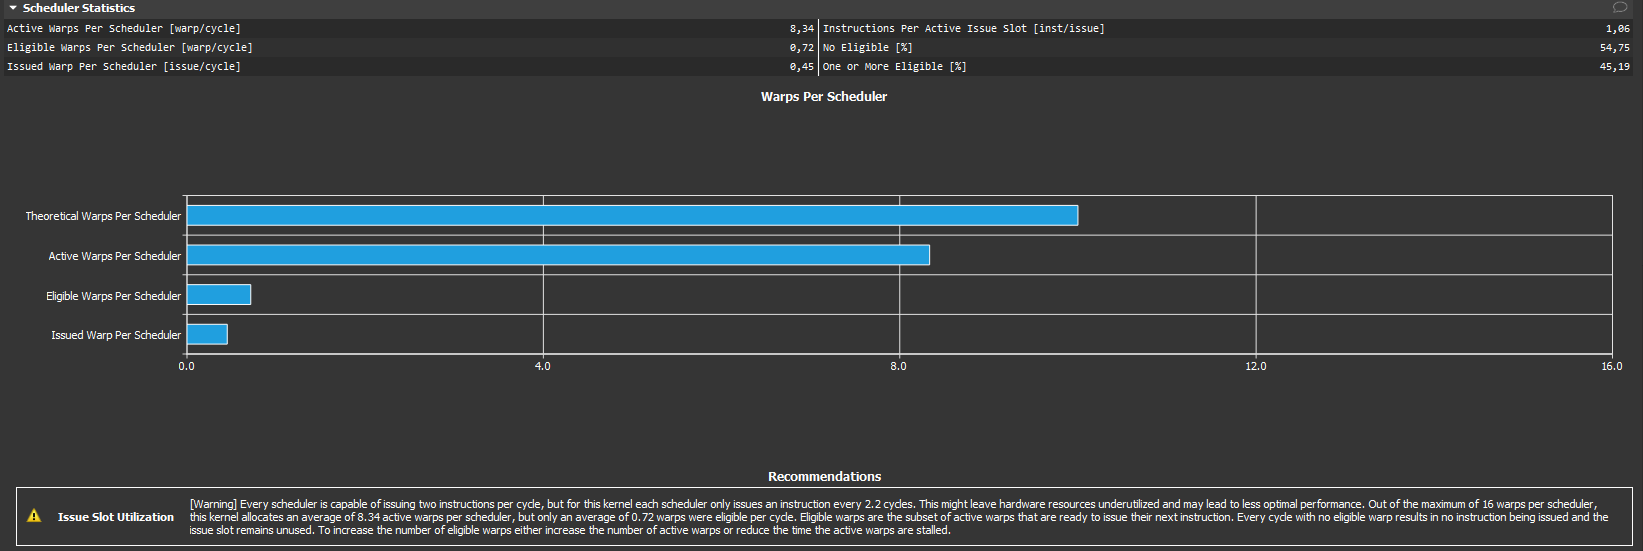 Scheduler Statistics
Active Warps Per Scheduler [warp/cycle] 8,34 Instructions Per Active Issue Slot [inst/issue] 1,06
Eligible Warps Per Scheduler [warp/cycle] 0,72 No Eligible [%] 54,75
Issued Warp Per Scheduler [issue/cycle] 0,45 One or More Eligible [%] 45,19
Warps Per Scheduler
Theoretical Warps Per Scheduler
Active Warps Per Scheduler
Eligible Warps Per Scheduler
Issued Warp Per Scheduler
0.0 4.0 8.0 12.0 16.0
Recommendations
Issue Slot Utilization
[Warning] Every scheduler is capable of issuing two instructions per cycle, but for this kernel each scheduler only issues an instruction every 2.2 cycles. This might leave hardware resources underutilized and may lead to less optimal performance. Out of the maximum of 16 warps per scheduler,
this kernel allocates an average of 8.34 active warps per scheduler, but only an average of 0.72 warps were eligible per cycle. Eligible warps are the subset of active warps that are ready to issue their next instruction. Every cycle with no eligible warp results in no instruction being issued and the
issue slot remains unused. To increase the number of eligible warps either increase the number of active warps or reduce the time the active warps are stalled.